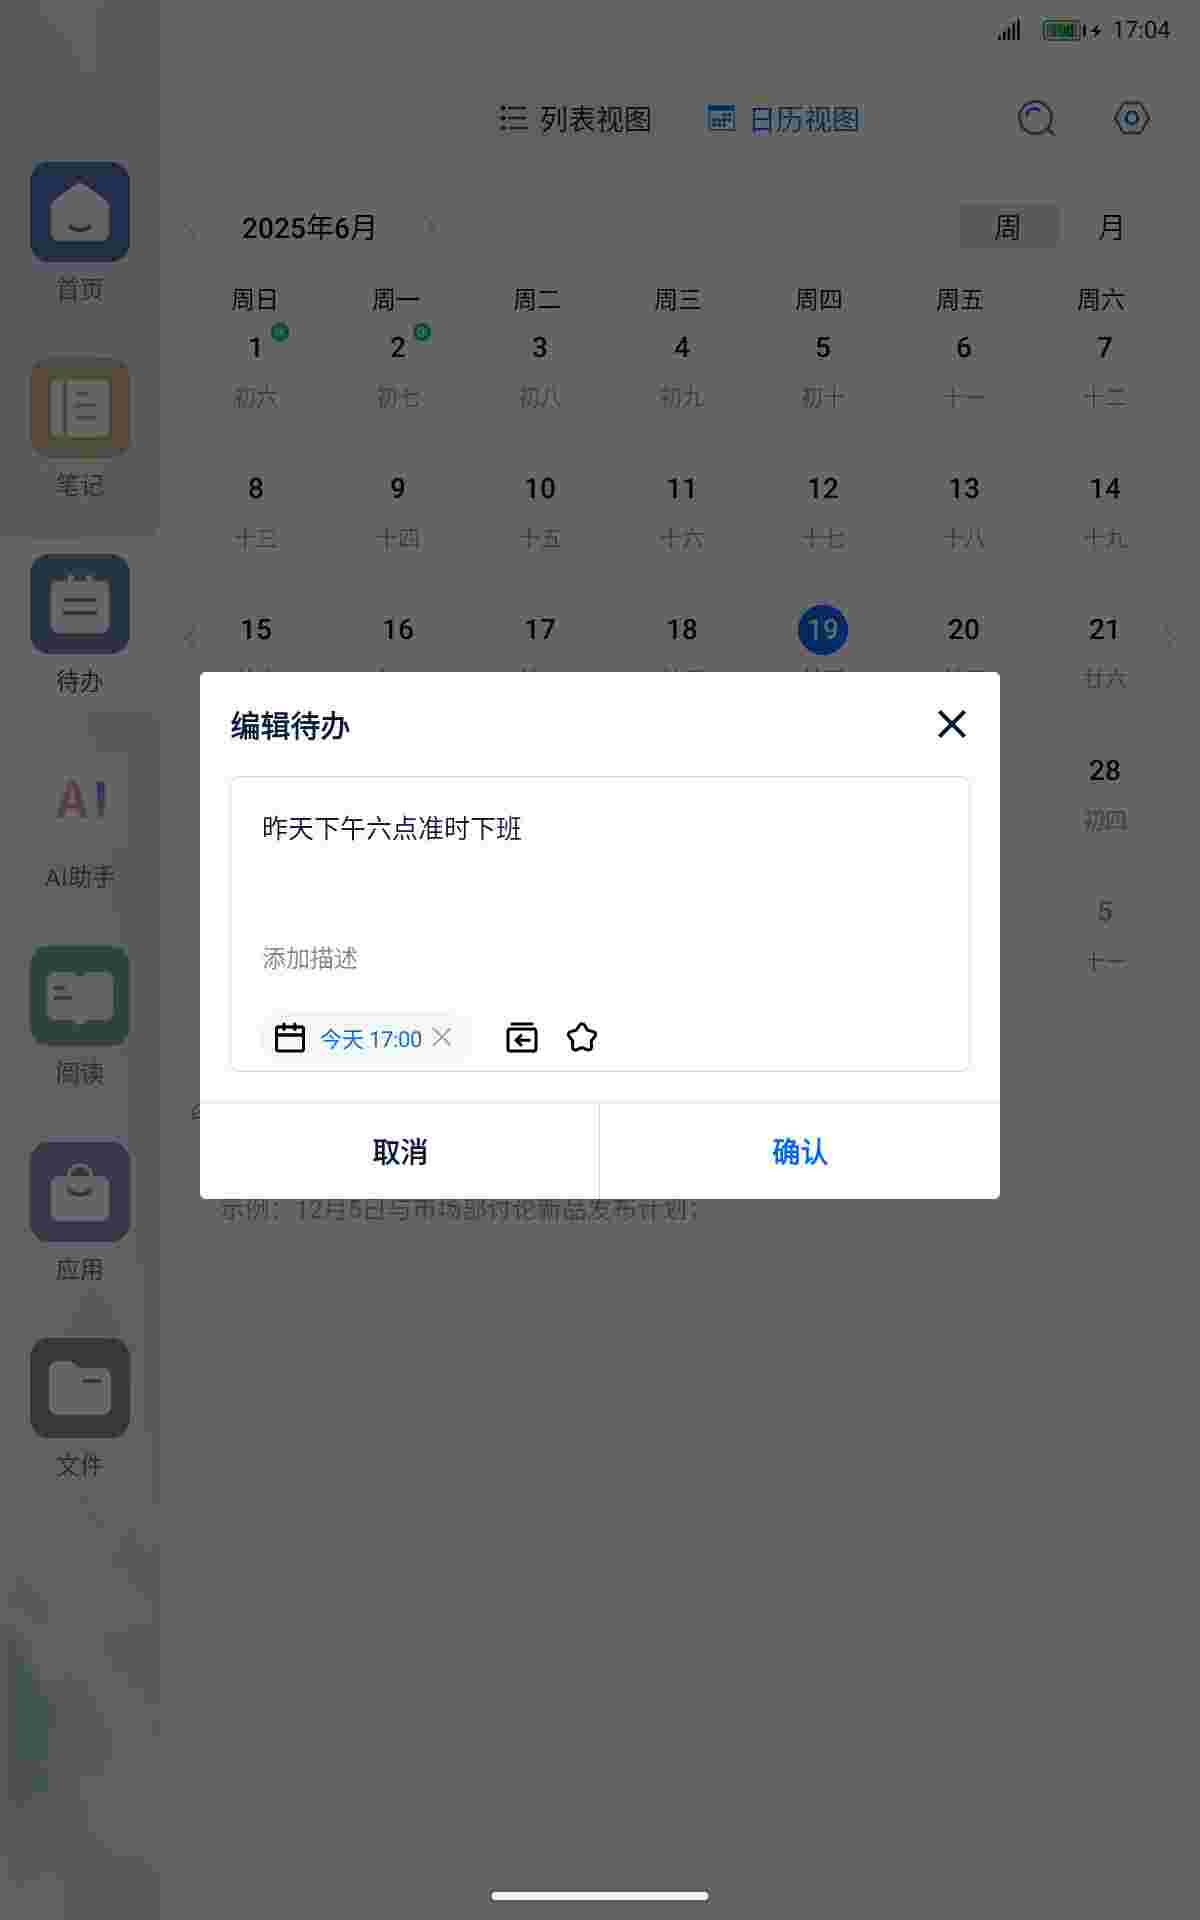 17:04
列表视图 日历视图
2025年6月
周 月
周日 周一 周二 周三 周四 周五 周六
1 2 3 4 5 6 7
初六 初七 初八 初九 初十 十一 十二
8 9 10 11 12 13 14
十三 十四 十五 十六 十七 十八 十九
15 16 17 18 19 20 21
廿六
28
初四
5
十一
首页
笔记
待办
AI
AI助手
阅读
应用
文件
编辑待办
昨天下午六点准时下班
添加描述
今天 17:00
取消 确认
示例：12月5日与市场部讨论新品发布计划；